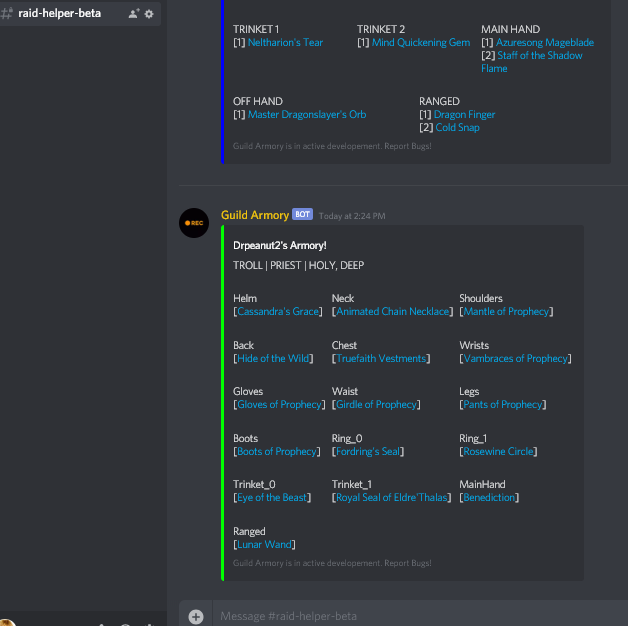 raid-helper-beta
TRINKET 1 TRINKET 2 MAIN HAND
[1] Neltharion's Tear [1] Mind Quickening Gem [1] Azuresong Mageblade
[2] Staff of the Shadow
Flame
OFF HAND RANGED
[1] Master Dragonslayer's Orb [1] Dragon Finger
[2] Cold Snap
Guild Armory is in active developement. Report Bugs!
REC
Guild Armory BOT Today at 2:24 PM
Drpeanut2's Armory!
TROLL | PRIEST | HOLY, DEEP
Helm Neck Shoulders
[Cassandra's Grace] [Animated Chain Necklace] [Mantle of Prophecy]
Back Chest Wrists
[Hide of the Wild] [Truefaith Vestments] [Vambraces of Prophecy]
Gloves Waist Legs
[Gloves of Prophecy] [Girdle of Prophecy] [Pants of Prophecy]
Boots Ring_0 Ring_1
[Boots of Prophecy] [Fordring's Seal] [Rosewine Circle]
Trinket_0 Trinket_1 MainHand
[Eye of the Beast] [Royal Seal of Eldre'Thalas] [Benediction]
Ranged
[Lunar Wand]
Guild Armory is in active developement. Report Bugs!
Message #raid-helper-beta